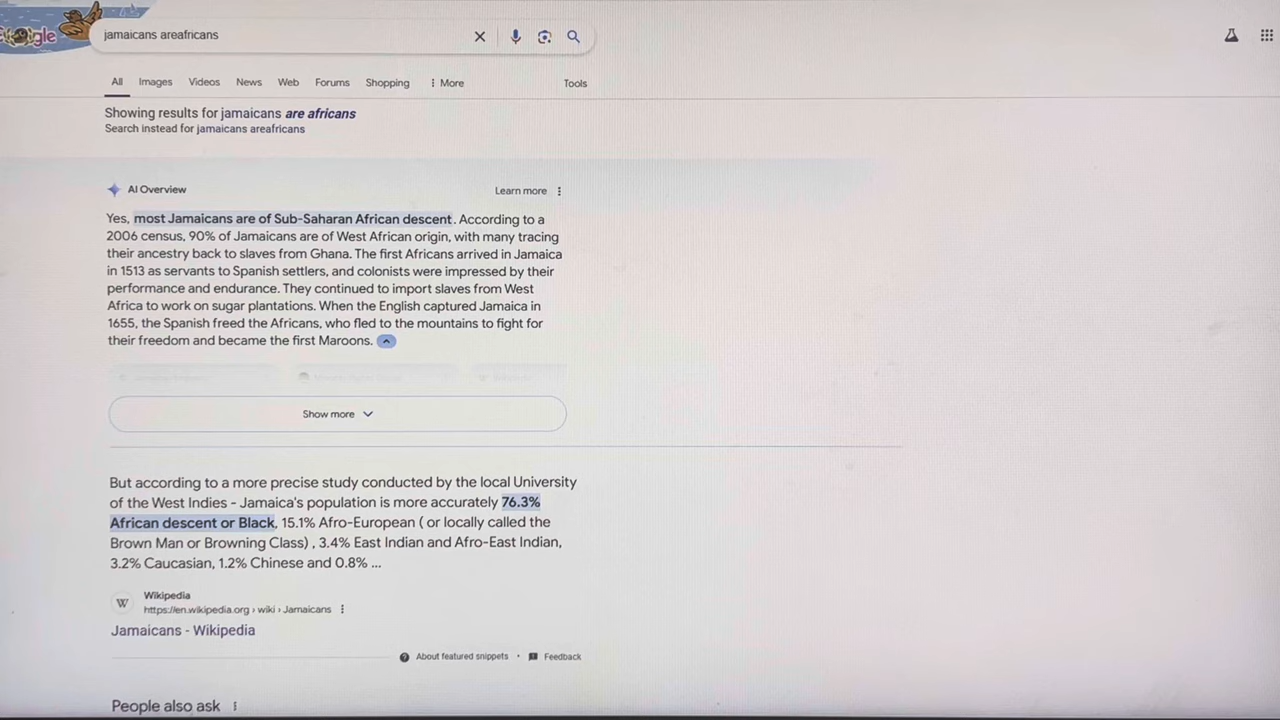 Google
jamaicans areafricans
All Images Videos News Web Forums Shopping More Tools
Showing results for jamaicans are africans
Search instead for jamaicans areafricans
AI Overview Learn more
Yes, most Jamaicans are of Sub-Saharan African descent. According to a
2006 census, 90% of Jamaicans are of West African origin, with many tracing
their ancestry back to slaves from Ghana. The first Africans arrived in Jamaica
in 1513 as servants to Spanish settlers, and colonists were impressed by their
performance and endurance. They continued to import slaves from West
Africa to work on sugar plantations. When the English captured Jamaica in
1655, the Spanish freed the Africans, who fled to the mountains to fight for
their freedom and became the first Maroons.
Show more
But according to a more precise study conducted by the local University
of the West Indies - Jamaica's population is more accurately 76.3%
African descent or Black, 15.1% Afro-European ( or locally called the
Brown Man or Browning Class) , 3.4% East Indian and Afro-East Indian,
3.2% Caucasian, 1.2% Chinese and 0.8% ...
W
Wikipedia
https://en.wikipedia.org › wiki › Jamaicans
Jamaicans - Wikipedia
About featured snippets • Feedback
People also ask